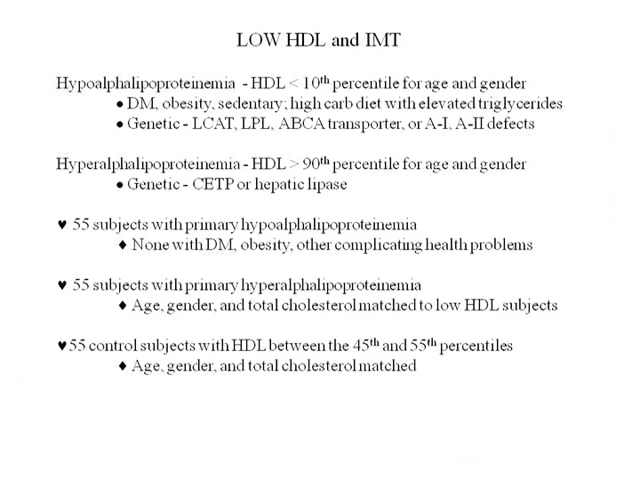 LOW HDL and IMT
Hypoalphalipoproteinemia - HDL < 10th percentile for age and gender
• DM, obesity, sedentary; high carb diet with elevated triglycerides
• Genetic - LCAT, LPL, ABCA transporter, or A-I, A-II defects
Hyperalphalipoproteinemia - HDL > 90th percentile for age and gender
• Genetic - CETP or hepatic lipase
♥ 55 subjects with primary hypoalphalipoproteinemia
♦ None with DM, obesity, other complicating health problems
♥ 55 subjects with primary hyperalphalipoproteinemia
♦ Age, gender, and total cholesterol matched to low HDL subjects
♥ 55 control subjects with HDL between the 45th and 55th percentiles
♦ Age, gender, and total cholesterol matched